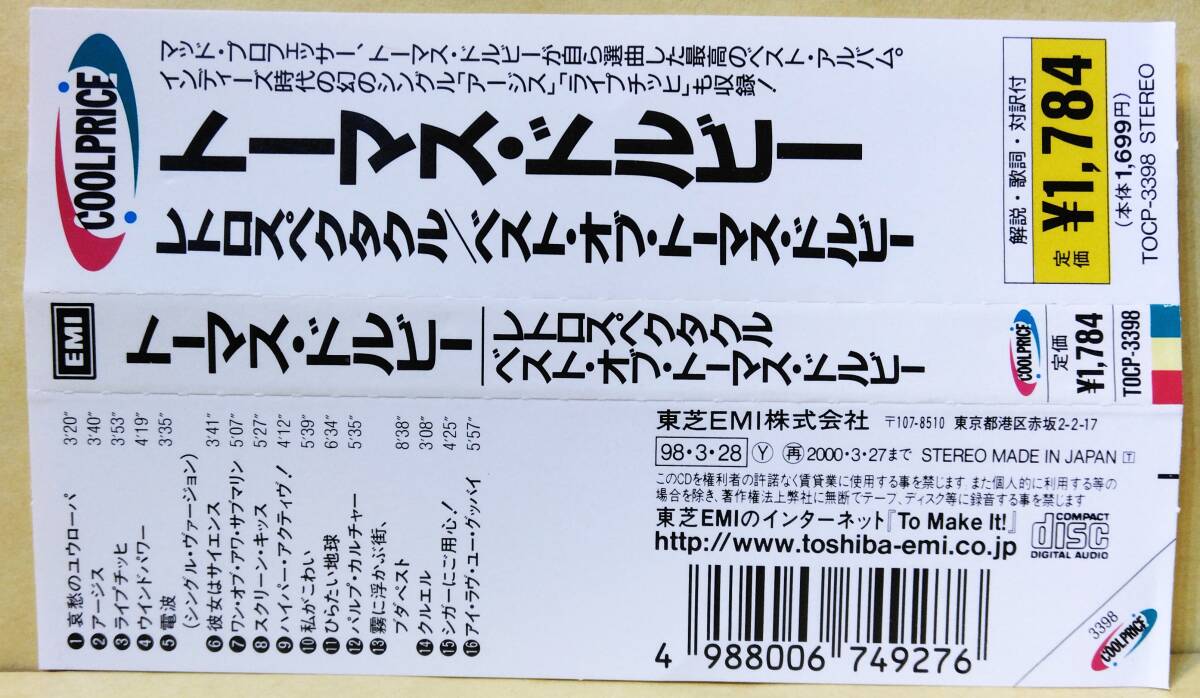 COOLPRICE
マッド・プロフェッサー、トーマス・ドルビーが自ら選曲した最高のベスト・アルバム。
インディーズ時代の幻のシングル「アージス」、「ライブチッヒ」も収録！
トーマス・ドルビー
レトロスペクタクル/ベスト・オブ・トーマス・ドルビー
解説・歌詞・対訳付
定価 ¥1,784
(本体1,699円)
TOCP-3398 STEREO
EMI
トーマス・ドルビー
レトロスペクタクル
ベスト・オブ・トーマス・ドルビー
COOLPRICE
定価
¥1,784
TOCP-3398
❶ 哀愁のユウローパ 3'20"
❷ アージス 3'40"
❸ ライブチッヒ 3'53"
❹ ウインドパワー 4'19"
❺ 電波 3'35"
(シングル・ヴァージョン)
❻ 彼女はサイエンス 3'41"
❼ ワン・オブ・アワ・サブマリン 5'07"
❽ スクリーン・キッス 5'27"
❾ ハイパー・アクティヴ！ 4'12"
❿ 私がこわい 5'39"
⓫ ひらたい地球 6'34"
⓬ パルプ・カルチャー 5'35"
⓭ 霧に浮かぶ街、
ブダペスト 8'38"
⓮ クルエル 3'08"
⓯ シガーにご用心！ 4'25"
⓰ アイ・ラヴ・ユー・グッバイ 5'57"
東芝EMI株式会社 〒107-8510 東京都港区赤坂2-2-17
98・3・28 Ⓨ 再 2000・3・27まで STEREO MADE IN JAPAN T
このCDを権利者の許諾なく賃貸業に使用する事を禁じます。また個人的に利用する等の
場合を除き、著作権法上弊社に無断でテープ、ディスク等に録音する事を禁じます
東芝EMIのインターネット『To Make It!』
http://www.toshiba-emi.co.jp
COMPACT
disc
DIGITAL AUDIO
4 988006 749276
3398
COOLPRICE